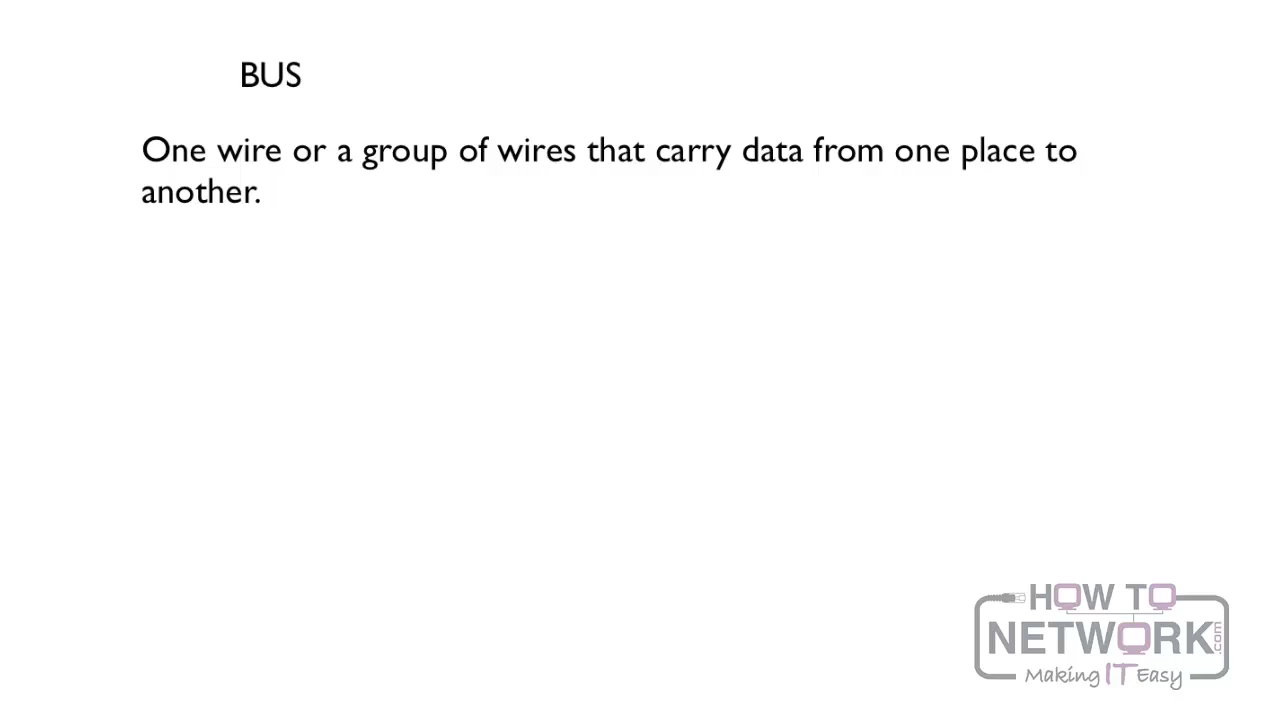 BUS
One wire or a group of wires that carry data from one place to
another.
HOW TO
NETWORK.com
Making IT Easy